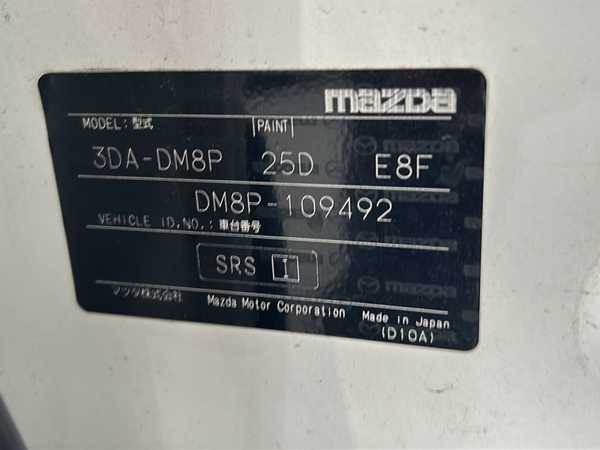 mazda
MODEL: 型式 PAINT
3DA-DM8P 25D E8F
DM8P-109492
VEHICLE ID.NO.: 車台番号
SRS I
マツダ株式会社 Mazda Motor Corporation Made in Japan
(D10A)